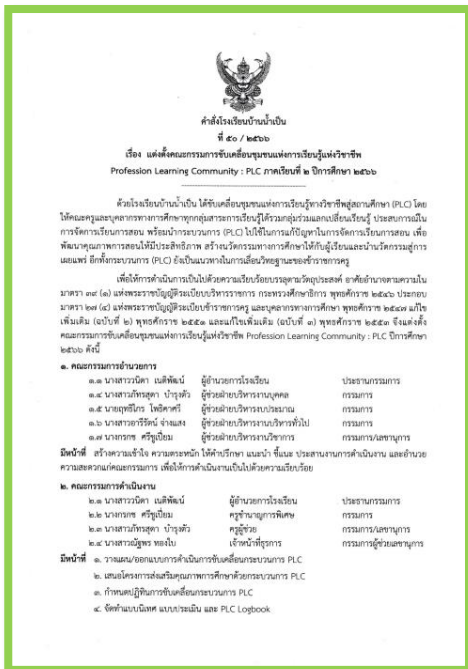 คำสั่งโรงเรียนบ้านน้ำเป็น
ที่ ๕๐ / ๒๕๖๖
เรื่อง แต่งตั้งคณะกรรมการขับเคลื่อนชุมชนแห่งการเรียนรู้แห่งวิชาชีพ
Profession Learning Community : PLC ภาคเรียนที่ ๒ ปีการศึกษา ๒๕๖๖
ด้วยโรงเรียนบ้านน้ำเป็น ได้ขับเคลื่อนชุมชนแห่งการเรียนรู้ทางวิชาชีพสู่สถานศึกษา (PLC) โดย
ให้คณะครูและบุคลากรทางการศึกษาทุกกลุ่มสาระการเรียนรู้ได้รวมกลุ่มร่วมแลกเปลี่ยนเรียนรู้ ประสบการณ์ใน
การจัดการเรียนการสอน พร้อมนำกระบวนการ (PLC) ไปใช้ในการแก้ปัญหาในการจัดการเรียนการสอน เพื่อ
พัฒนาคุณภาพการสอนให้มีประสิทธิภาพ สร้างนวัตกรรมทางการศึกษาให้กับผู้เรียนและนำนวัตกรรมสู่การ
เผยแพร่ อีกทั้งกระบวนการ (PLC) ยังเป็นแนวทางในการเลื่อนวิทยฐานะของข้าราชการครู
เพื่อให้การดำเนินการเป็นไปด้วยความเรียบร้อยบรรลุตามวัตถุประสงค์ อาศัยอำนาจตามความใน
มาตรา ๓๙ (๑) แห่งพระราชบัญญัติระเบียบบริหารราชการ กระทรวงศึกษาธิการ พุทธศักราช ๒๕๔๖ ประกอบ
มาตรา ๒๗ (๔) แห่งพระราชบัญญัติระเบียบข้าราชการครู และบุคลากรทางการศึกษา พุทธศักราช ๒๕๔๗ แก้ไข
เพิ่มเติม (ฉบับที่ ๒) พุทธศักราช ๒๕๕๑ และแก้ไขเพิ่มเติม (ฉบับที่ ๓) พุทธศักราช ๒๕๕๓ จึงแต่งตั้ง
คณะกรรมการขับเคลื่อนชุมชนแห่งการเรียนรู้แห่งวิชาชีพ Profession Learning Community : PLC ปีการศึกษา
๒๕๖๖ ดังนี้
๑. คณะกรรมการอำนวยการ
๑.๑ นางสาววนิดา เนติพัฒน์ ผู้อำนวยการโรงเรียน ประธานกรรมการ
๑.๔ นางสาวภัทรสุดา บำรุงตัว ผู้ช่วยฝ่ายบริหารงานบุคคล กรรมการ
๑.๕ นายฤทธิไกร โพธิคาศรี ผู้ช่วยฝ่ายบริหารงบประมาณ กรรมการ
๑.๖ นางสาวอารีรัตน์ จ่างแสง ผู้ช่วยฝ่ายบริหารงานบริหารทั่วไป กรรมการ
๑.๗ นางกรกช ศรีชูเปี่ยม ผู้ช่วยฝ่ายบริหารงานวิชาการ กรรมการ/เลขานุการ
มีหน้าที่ สร้างความเข้าใจ ความตระหนัก ให้คำปรึกษา แนะนำ ชี้แนะ ประสานงานการดำเนินงาน และอำนวย
ความสะดวกแก่คณะกรรมการ เพื่อให้การดำเนินงานเป็นไปด้วยความเรียบร้อย
๒. คณะกรรมการดำเนินงาน
๒.๑ นางสาววนิดา เนติพัฒน์ ผู้อำนวยการโรงเรียน ประธานกรรมการ
๒.๒ นางกรกช ศรีชูเปี่ยม ครูชำนาญการพิเศษ กรรมการ
๒.๓ นางสาวภัทรสุดา บำรุงตัว ครูผู้ช่วย กรรมการ/เลขานุการ
๒.๔ นางสาวณัฐพร ทองใบ เจ้าหน้าที่ธุรการ กรรมการผู้ช่วยเลขานุการ
มีหน้าที่ ๑. วางแผน/ออกแบบการดำเนินการขับเคลื่อนกระบวนการ PLC
๒. เสนอโครงการส่งเสริมคุณภาพการศึกษาด้วยกระบวนการ PLC
๓. กำหนดปฏิทินการขับเคลื่อนกระบวนการ PLC
๔. จัดทำแบบนิเทศ แบบประเมิน และ PLC Logbook